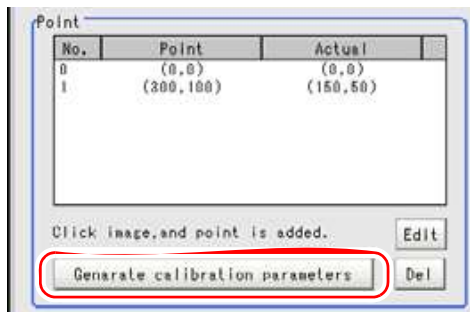 Point
No. Point Actual
0 (0,0) (0,0)
1 (300,100) (150,50)
Click image,and point is added.
Edit
Genarate calibration parameters
Del